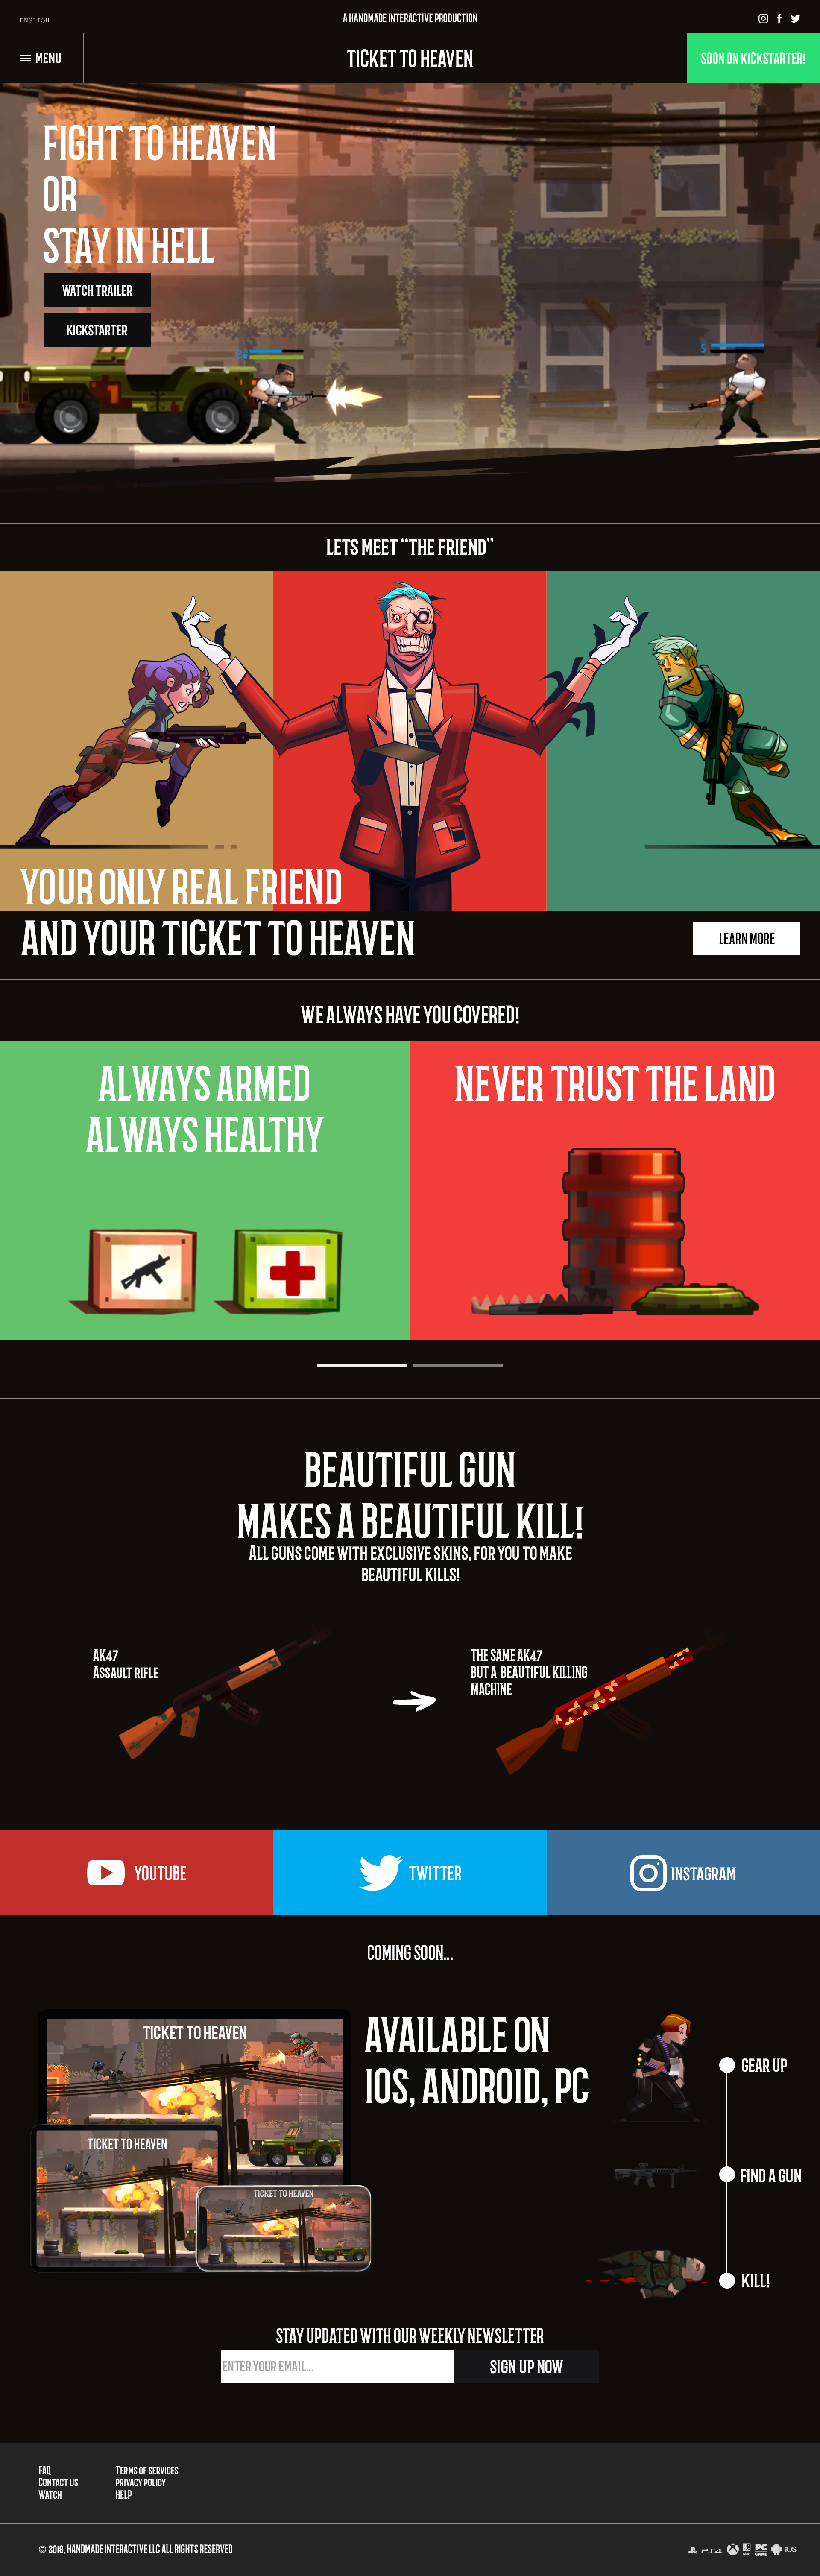 ENGLISH
A HANDMADE INTERACTIVE PRODUCTION
MENU
TICKET TO HEAVEN
SOON ON KICKSTARTER!
FIGHT TO HEAVEN
OR
STAY IN HELL
WATCH TRAILER
KICKSTARTER
5
LETS MEET “THE FRIEND”
YOUR ONLY REAL FRIEND
AND YOUR TICKET TO HEAVEN
LEARN MORE
WE ALWAYS HAVE YOU COVERED!
ALWAYS ARMED
ALWAYS HEALTHY
NEVER TRUST THE LAND
BEAUTIFUL GUN
MAKES A BEAUTIFUL KILL!
ALL GUNS COME WITH EXCLUSIVE SKINS, FOR YOU TO MAKE
BEAUTIFUL KILLS!
AK47
ASSAULT RIFLE
THE SAME AK47
BUT A BEAUTIFUL KILLING
MACHINE
YOUTUBE
TWITTER
INSTAGRAM
COMING SOON...
TICKET TO HEAVEN
TICKET TO HEAVEN
TICKET TO HEAVEN
AVAILABLE ON
IOS, ANDROID, PC
GEAR UP
FIND A GUN
KILL!
STAY UPDATED WITH OUR WEEKLY NEWSLETTER
ENTER YOUR EMAIL...
SIGN UP NOW
FAQ
CONTACT US
WATCH
TERMS OF SERVICES
PRIVACY POLICY
HELP
© 2019, HANDMADE INTERACTIVE LLC ALL RIGHTS RESERVED
PS4
PC
GAME
iOS